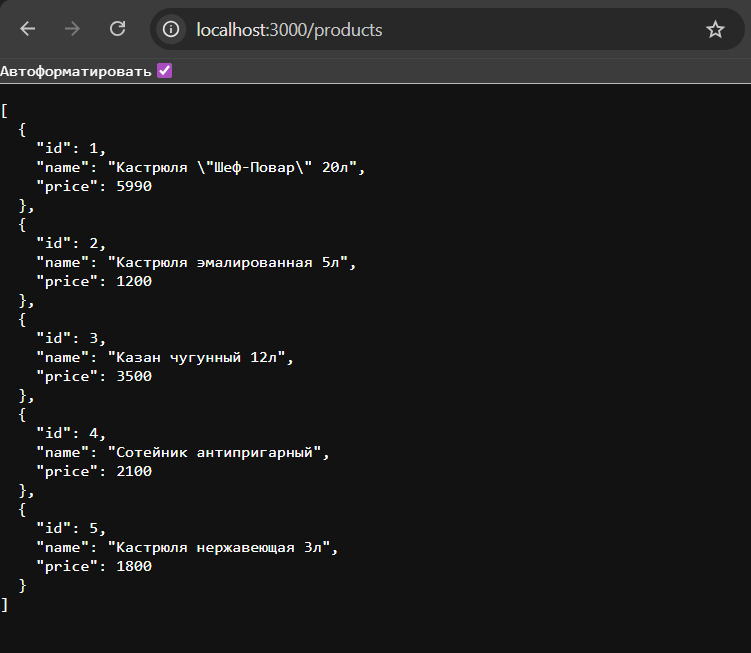 localhost:3000/products
Автоформатировать
[
  {
    "id": 1,
    "name": "Кастрюля \"Шеф-Повар\" 20л",
    "price": 5990
  },
  {
    "id": 2,
    "name": "Кастрюля эмалированная 5л",
    "price": 1200
  },
  {
    "id": 3,
    "name": "Казан чугунный 12л",
    "price": 3500
  },
  {
    "id": 4,
    "name": "Сотейник антипригарный",
    "price": 2100
  },
  {
    "id": 5,
    "name": "Кастрюля нержавеющая 3л",
    "price": 1800
  }
]